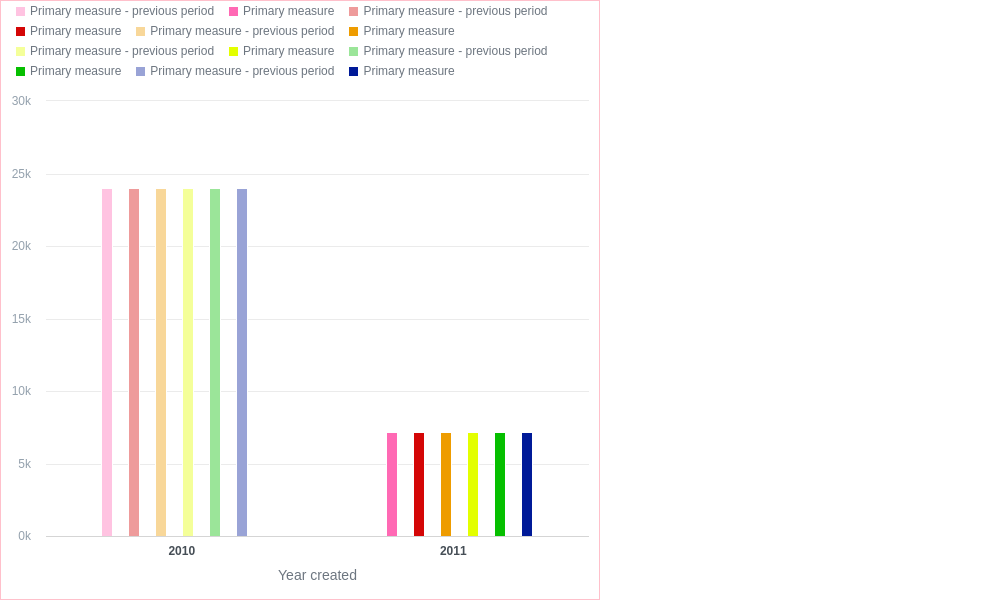 Primary measure - previous period Primary measure Primary measure - previous period
Primary measure Primary measure - previous period Primary measure
Primary measure - previous period Primary measure Primary measure - previous period
Primary measure Primary measure - previous period Primary measure
30k
25k
20k
15k
10k
5k
0k
2010 2011
Year created